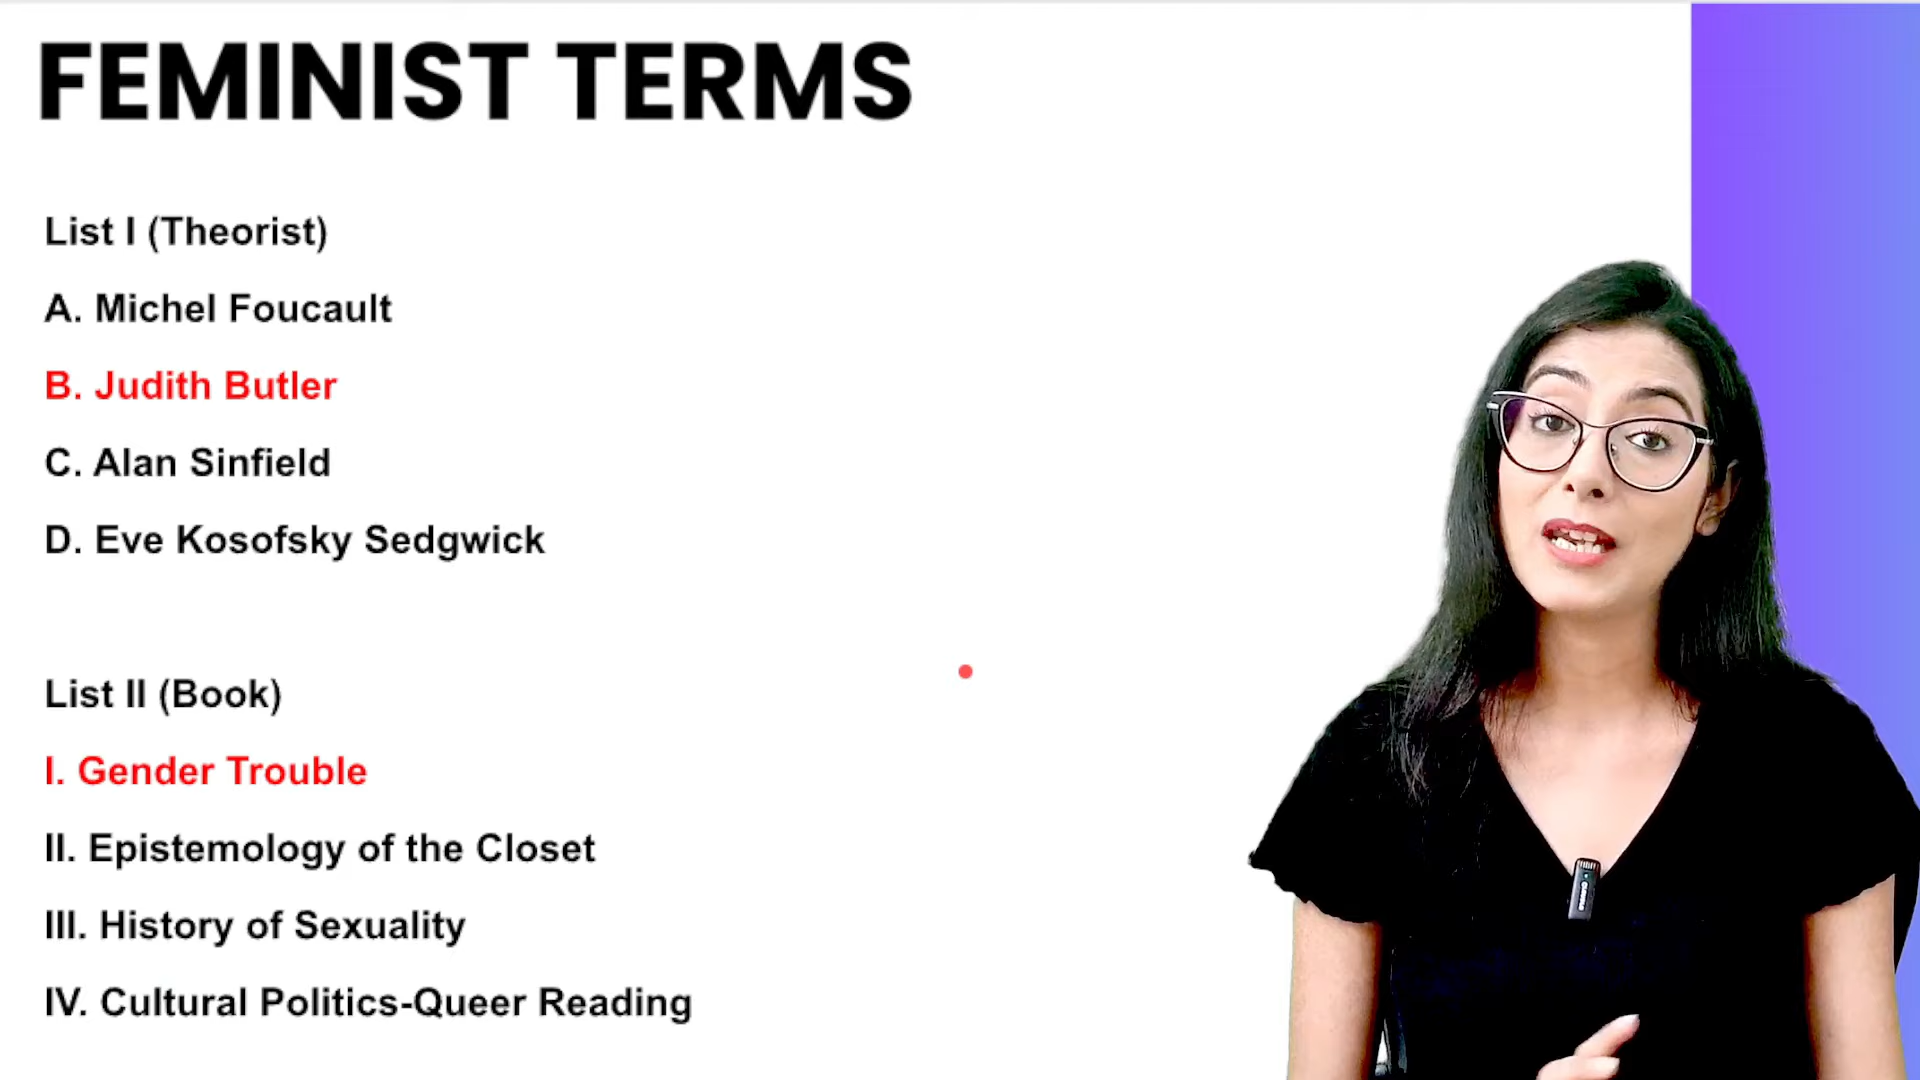 FEMINIST TERMS
List I (Theorist)
A. Michel Foucault
B. Judith Butler
C. Alan Sinfield
D. Eve Kosofsky Sedgwick
List II (Book)
I. Gender Trouble
II. Epistemology of the Closet
III. History of Sexuality
IV. Cultural Politics-Queer Reading